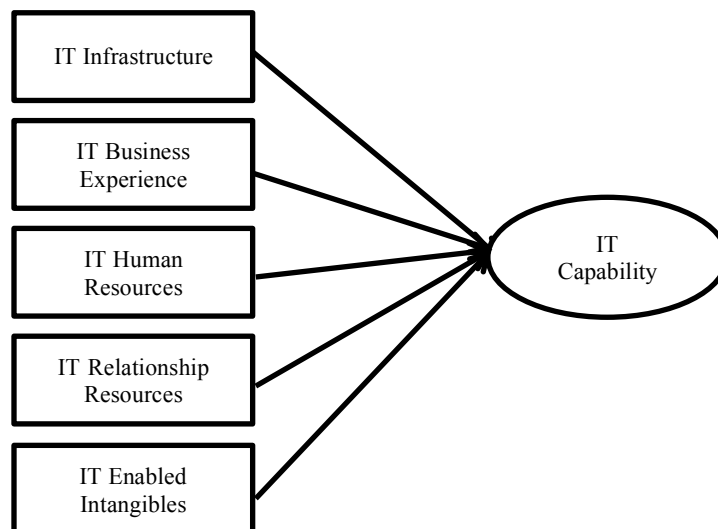 IT Infrastructure
IT Business
Experience
IT Human
Resources
IT Relationship
Resources
IT Enabled
Intangibles
IT
Capability